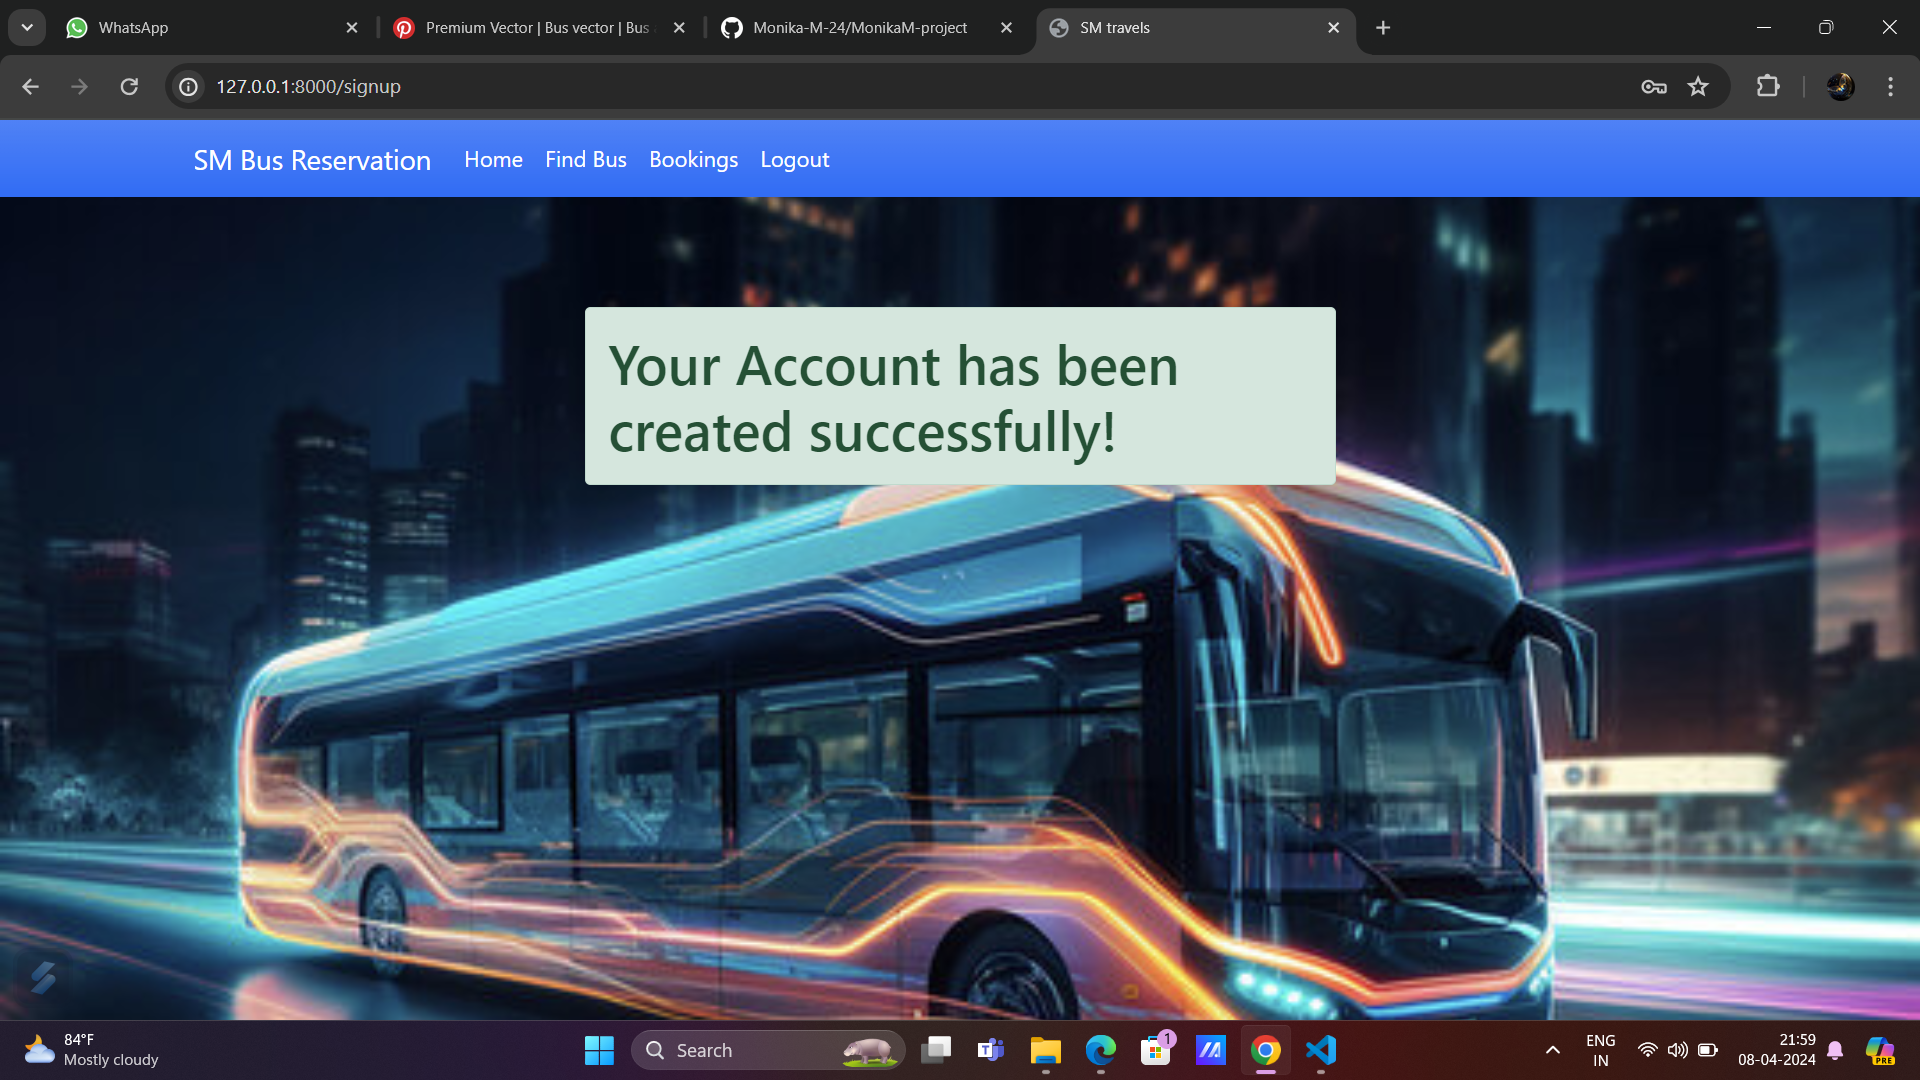 WhatsApp
Premium Vector | Bus vector | Bus
Monika-M-24/MonikaM-project
SM travels
127.0.0.1:8000/signup
SM Bus Reservation
Home
Find Bus
Bookings
Logout
Your Account has been
created successfully!
84°F
Mostly cloudy
Search
1
ENG
IN
21:59
08-04-2024
PRE